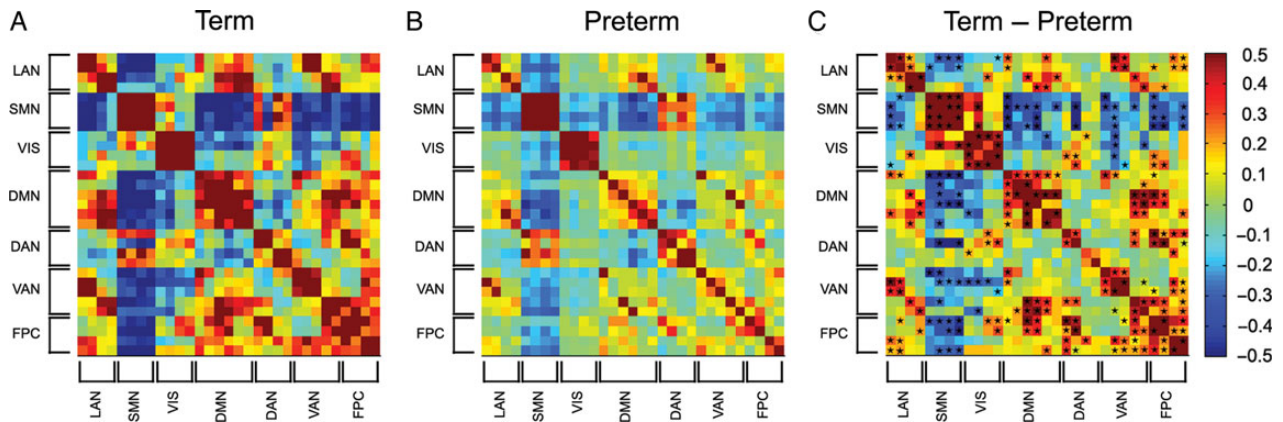 A Term
B Preterm
C Term – Preterm
LAN
SMN
VIS
DMN
DAN
VAN
FPC
LAN
SMN
VIS
DMN
DAN
VAN
FPC
LAN
SMN
VIS
DMN
DAN
VAN
FPC
LAN
SMN
VIS
DMN
DAN
VAN
FPC
LAN
SMN
VIS
DMN
DAN
VAN
FPC
LAN
SMN
VIS
DMN
DAN
VAN
FPC
0.5
0.4
0.3
0.2
0.1
0
−0.1
−0.2
−0.3
−0.4
−0.5